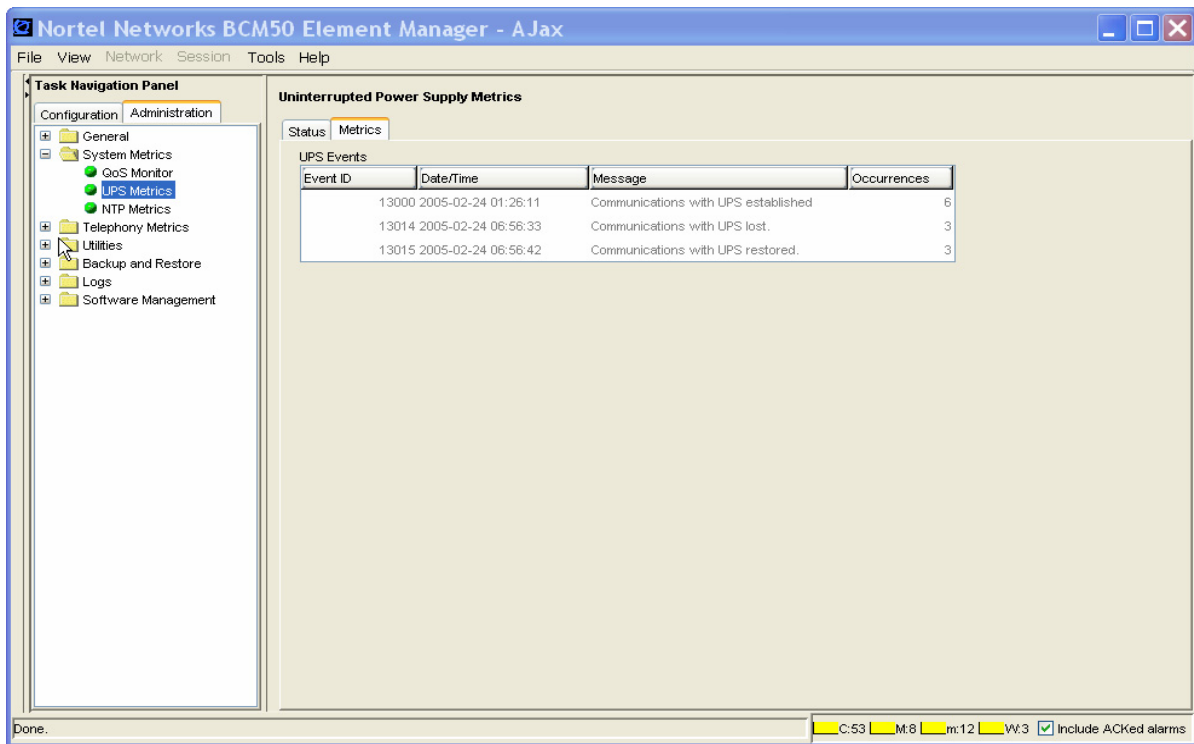 Nortel Networks BCM50 Element Manager - AJax
File View Network Session Tools Help
Task Navigation Panel
Configuration Administration
General
System Metrics
QoS Monitor
UPS Metrics
NTP Metrics
Telephony Metrics
Utilities
Backup and Restore
Logs
Software Management
Uninterrupted Power Supply Metrics
Status Metrics
UPS Events
Event ID Date/Time Message Occurrences
13000 2005-02-24 01:26:11 Communications with UPS established 6
13014 2005-02-24 06:56:33 Communications with UPS lost. 3
13015 2005-02-24 06:56:42 Communications with UPS restored. 3
Done.
C:53 M:8 m:12 W:3 Include ACKed alarms